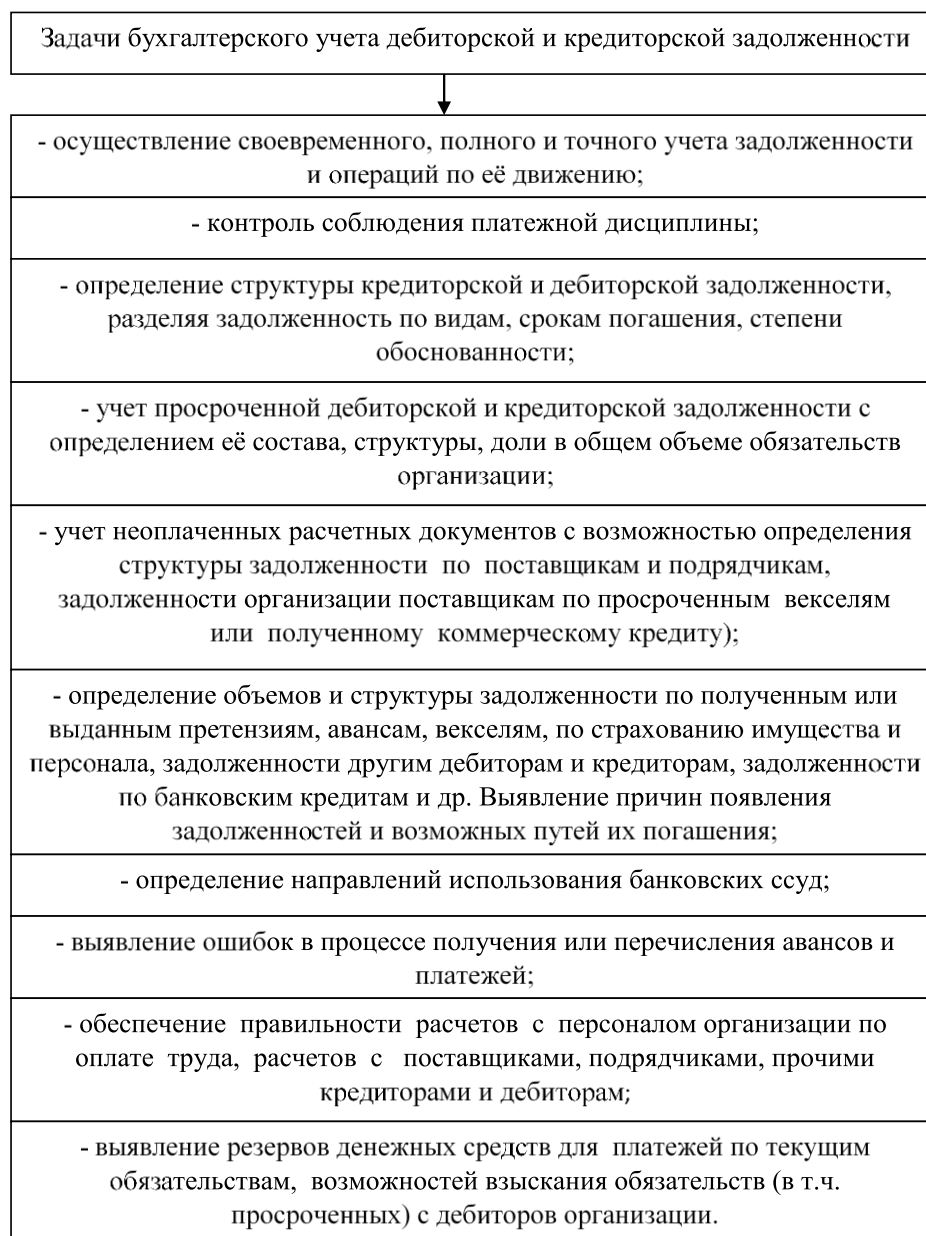 Задачи бухгалтерского учета дебиторской и кредиторской задолженности
- осуществление своевременного, полного и точного учета задолженности
и операций по её движению;
- контроль соблюдения платежной дисциплины;
- определение структуры кредиторской и дебиторской задолженности,
разделяя задолженность по видам, срокам погашения, степени
обоснованности;
- учет просроченной дебиторской и кредиторской задолженности с
определением её состава, структуры, доли в общем объеме обязательств
организации;
- учет неоплаченных расчетных документов с возможностью определения
структуры задолженности по поставщикам и подрядчикам,
задолженности организации поставщикам по просроченным векселям
или полученному коммерческому кредиту);
- определение объемов и структуры задолженности по полученным или
выданным претензиям, авансам, векселям, по страхованию имущества и
персонала, задолженности другим дебиторам и кредиторам, задолженности
по банковским кредитам и др. Выявление причин появления
задолженностей и возможных путей их погашения;
- определение направлений использования банковских ссуд;
- выявление ошибок в процессе получения или перечисления авансов и
платежей;
- обеспечение правильности расчетов с персоналом организации по
оплате труда, расчетов с поставщиками, подрядчиками, прочими
кредиторами и дебиторам;
- выявление резервов денежных средств для платежей по текущим
обязательствам, возможностей взыскания обязательств (в т.ч.
просроченных) с дебиторов организации.